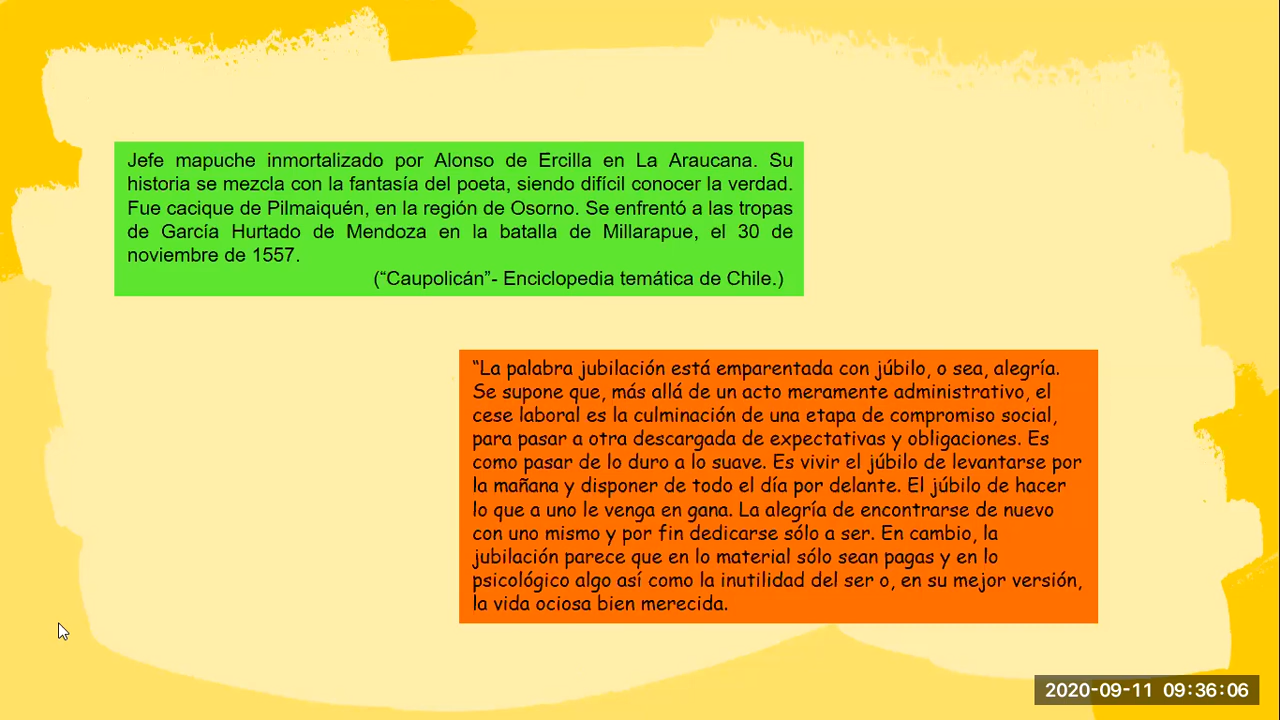 Jefe mapuche inmortalizado por Alonso de Ercilla en La Araucana. Su
historia se mezcla con la fantasía del poeta, siendo difícil conocer la verdad.
Fue cacique de Pilmaiquén, en la región de Osorno. Se enfrentó a las tropas
de García Hurtado de Mendoza en la batalla de Millarapue, el 30 de
noviembre de 1557.
(“Caupolicán”- Enciclopedia temática de Chile.)
“La palabra jubilación está emparentada con júbilo, o sea, alegría.
Se supone que, más allá de un acto meramente administrativo, el
cese laboral es la culminación de una etapa de compromiso social,
para pasar a otra descargada de expectativas y obligaciones. Es
como pasar de lo duro a lo suave. Es vivir el júbilo de levantarse por
la mañana y disponer de todo el día por delante. El júbilo de hacer
lo que a uno le venga en gana. La alegría de encontrarse de nuevo
con uno mismo y por fin dedicarse sólo a ser. En cambio, la
jubilación parece que en lo material sólo sean pagas y en lo
psicológico algo así como la inutilidad del ser o, en su mejor versión,
la vida ociosa bien merecida.
2020-09-11 09:36:06